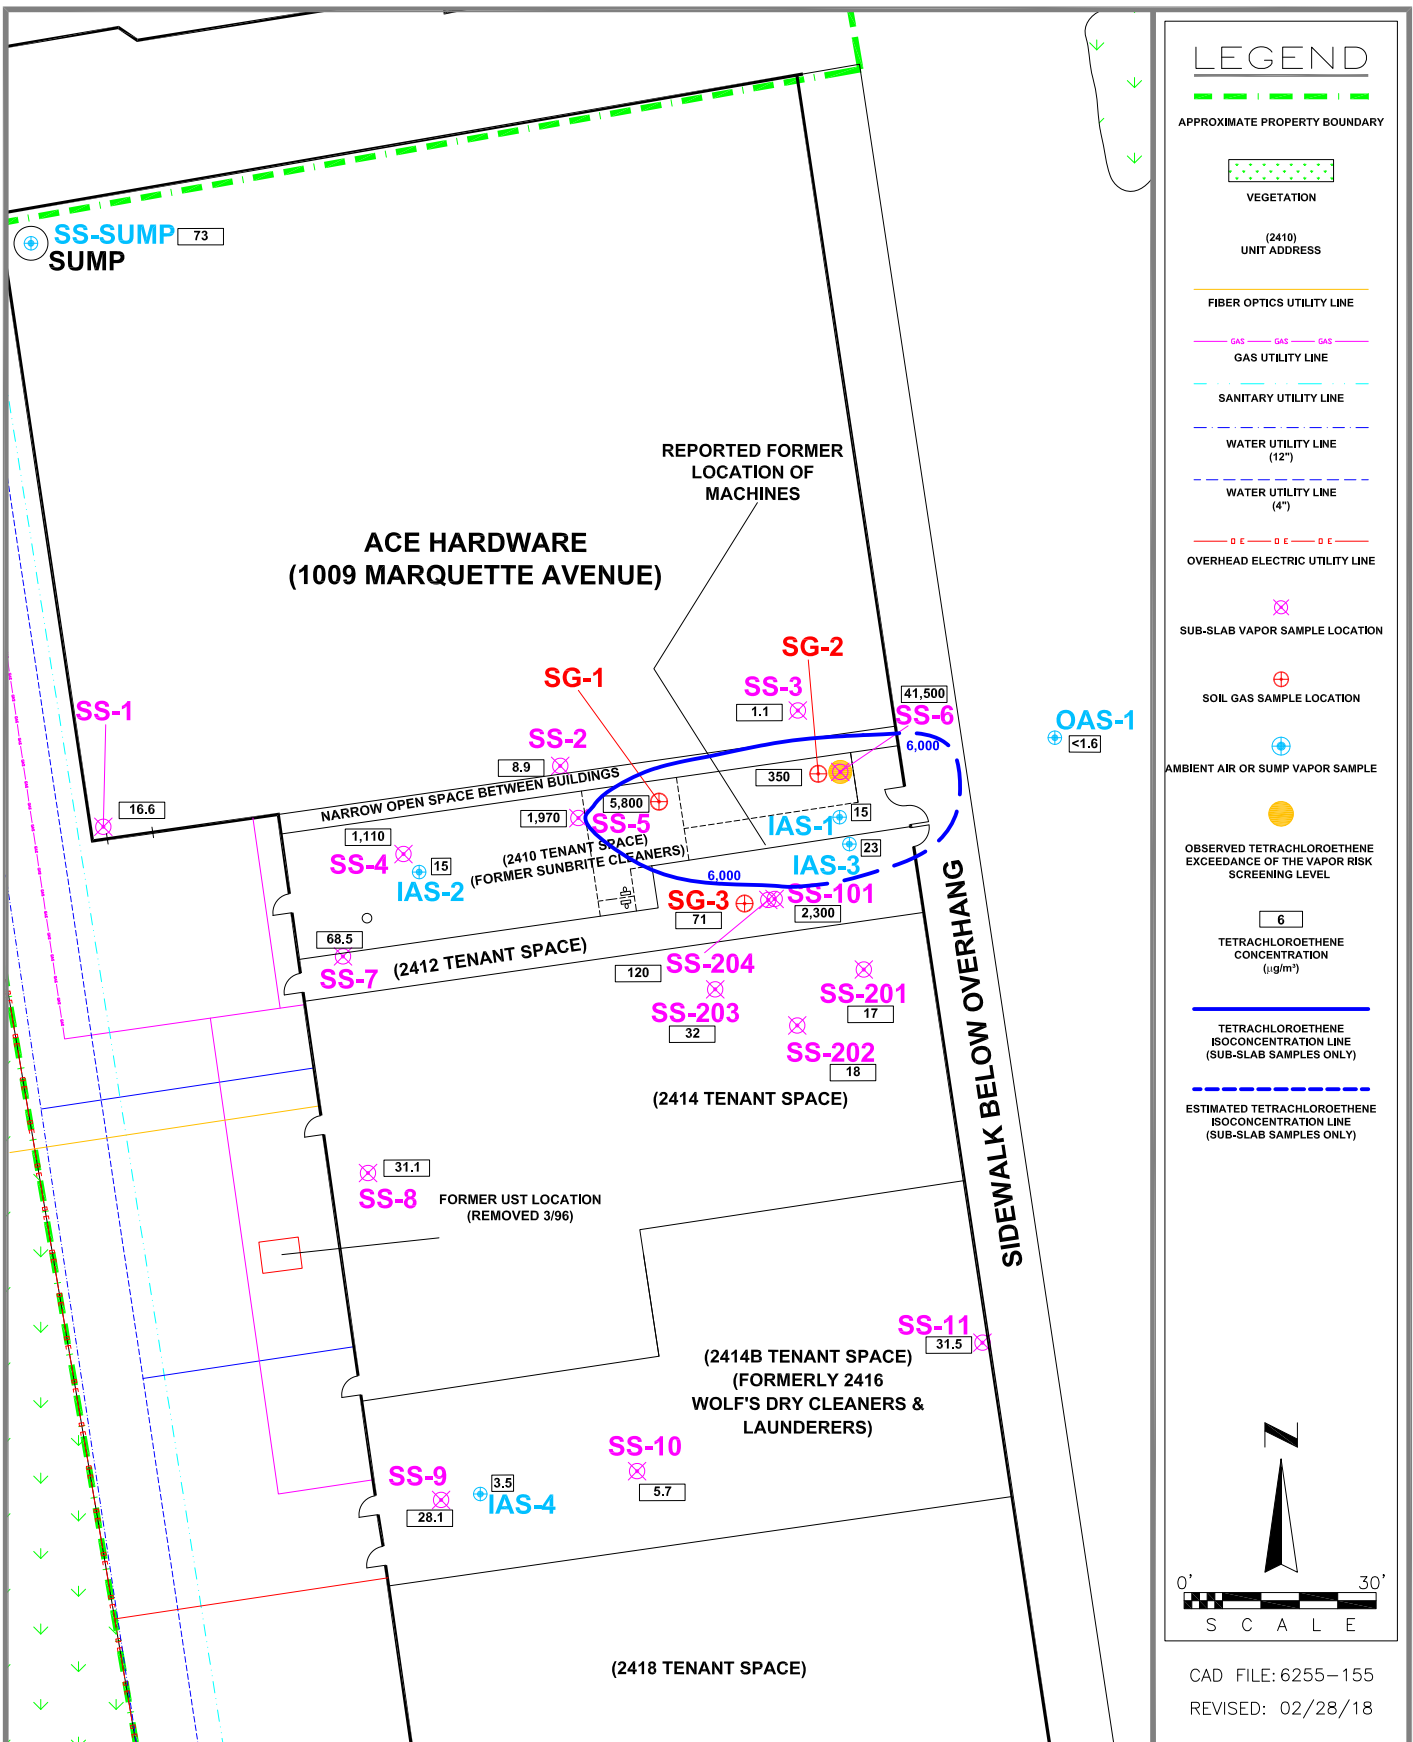 SS-SUMP
73
SUMP
REPORTED FORMER
LOCATION OF
MACHINES
ACE HARDWARE
(1009 MARQUETTE AVENUE)
SG-2
SG-1
SS-3
1.1
41,500
SS-6
OAS-1
<1.6
SS-1
16.6
SS-2
8.9
6,000
NARROW OPEN SPACE BETWEEN BUILDINGS
350
5,800
1,970
SS-5
15
IAS-1
1,110
SS-4
15
IAS-2
(2410 TENANT SPACE)
(FORMER SUNBRITE CLEANERS)
23
IAS-3
6,000
SG-3
71
SS-101
2,300
68.5
SS-7
(2412 TENANT SPACE)
120
SS-204
SS-203
32
SS-201
17
SS-202
18
(2414 TENANT SPACE)
SIDEWALK BELOW OVERHANG
31.1
SS-8
FORMER UST LOCATION
(REMOVED 3/96)
SS-11
31.5
(2414B TENANT SPACE)
(FORMERLY 2416
WOLF'S DRY CLEANERS &
LAUNDERERS)
SS-10
5.7
SS-9
28.1
3.5
IAS-4
(2418 TENANT SPACE)
LEGEND
APPROXIMATE PROPERTY BOUNDARY
VEGETATION
(2410)
UNIT ADDRESS
FIBER OPTICS UTILITY LINE
GAS GAS GAS
GAS UTILITY LINE
SANITARY UTILITY LINE
WATER UTILITY LINE
(12")
WATER UTILITY LINE
(4")
O E O E O E
OVERHEAD ELECTRIC UTILITY LINE
SUB-SLAB VAPOR SAMPLE LOCATION
SOIL GAS SAMPLE LOCATION
AMBIENT AIR OR SUMP VAPOR SAMPLE
OBSERVED TETRACHLOROETHENE
EXCEEDANCE OF THE VAPOR RISK
SCREENING LEVEL
6
TETRACHLOROETHENE
CONCENTRATION
(µg/m³)
TETRACHLOROETHENE
ISOCONCENTRATION LINE
(SUB-SLAB SAMPLES ONLY)
ESTIMATED TETRACHLOROETHENE
ISOCONCENTRATION LINE
(SUB-SLAB SAMPLES ONLY)
N
0' 30'
S C A L E
CAD FILE: 6255-155
REVISED: 02/28/18